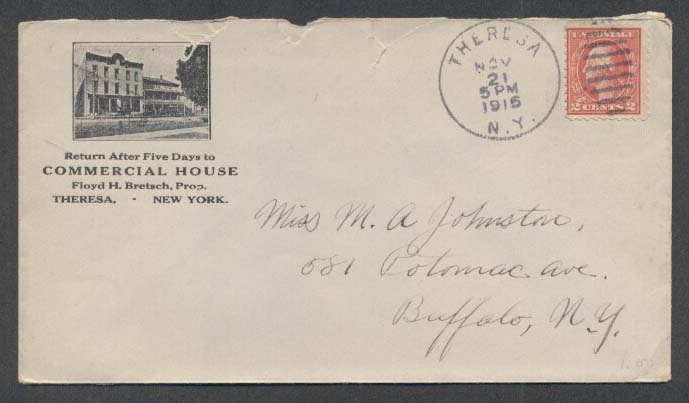 Return After Five Days to
COMMERCIAL HOUSE
Floyd H. Bretsch, Prop.
THERESA, - NEW YORK.
THERESA
NOV
21
5 PM
1915
N.Y.
U.S. POSTAGE
2 CENTS 2
Miss M. A Johnston,
581 Potomac ave.
Buffalo, N.Y.